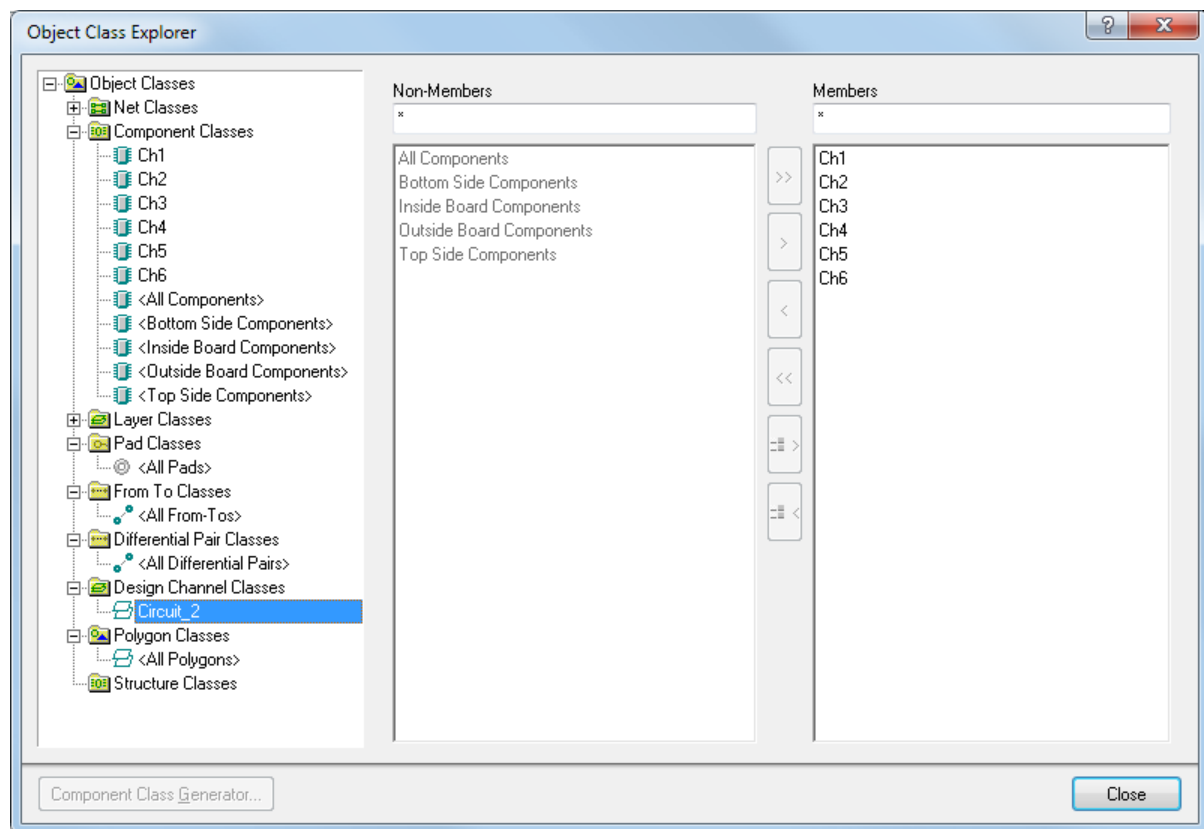 Object Class Explorer
Object Classes
Net Classes
Component Classes
Ch1
Ch2
Ch3
Ch4
Ch5
Ch6
<All Components>
<Bottom Side Components>
<Inside Board Components>
<Outside Board Components>
<Top Side Components>
Layer Classes
Pad Classes
<All Pads>
From To Classes
<All From-Tos>
Differential Pair Classes
<All Differential Pairs>
Design Channel Classes
Circuit_2
Polygon Classes
<All Polygons>
Structure Classes
Non-Members
*
All Components
Bottom Side Components
Inside Board Components
Outside Board Components
Top Side Components
>>
>
<
<<
>
<
Members
*
Ch1
Ch2
Ch3
Ch4
Ch5
Ch6
Component Class Generator...
Close